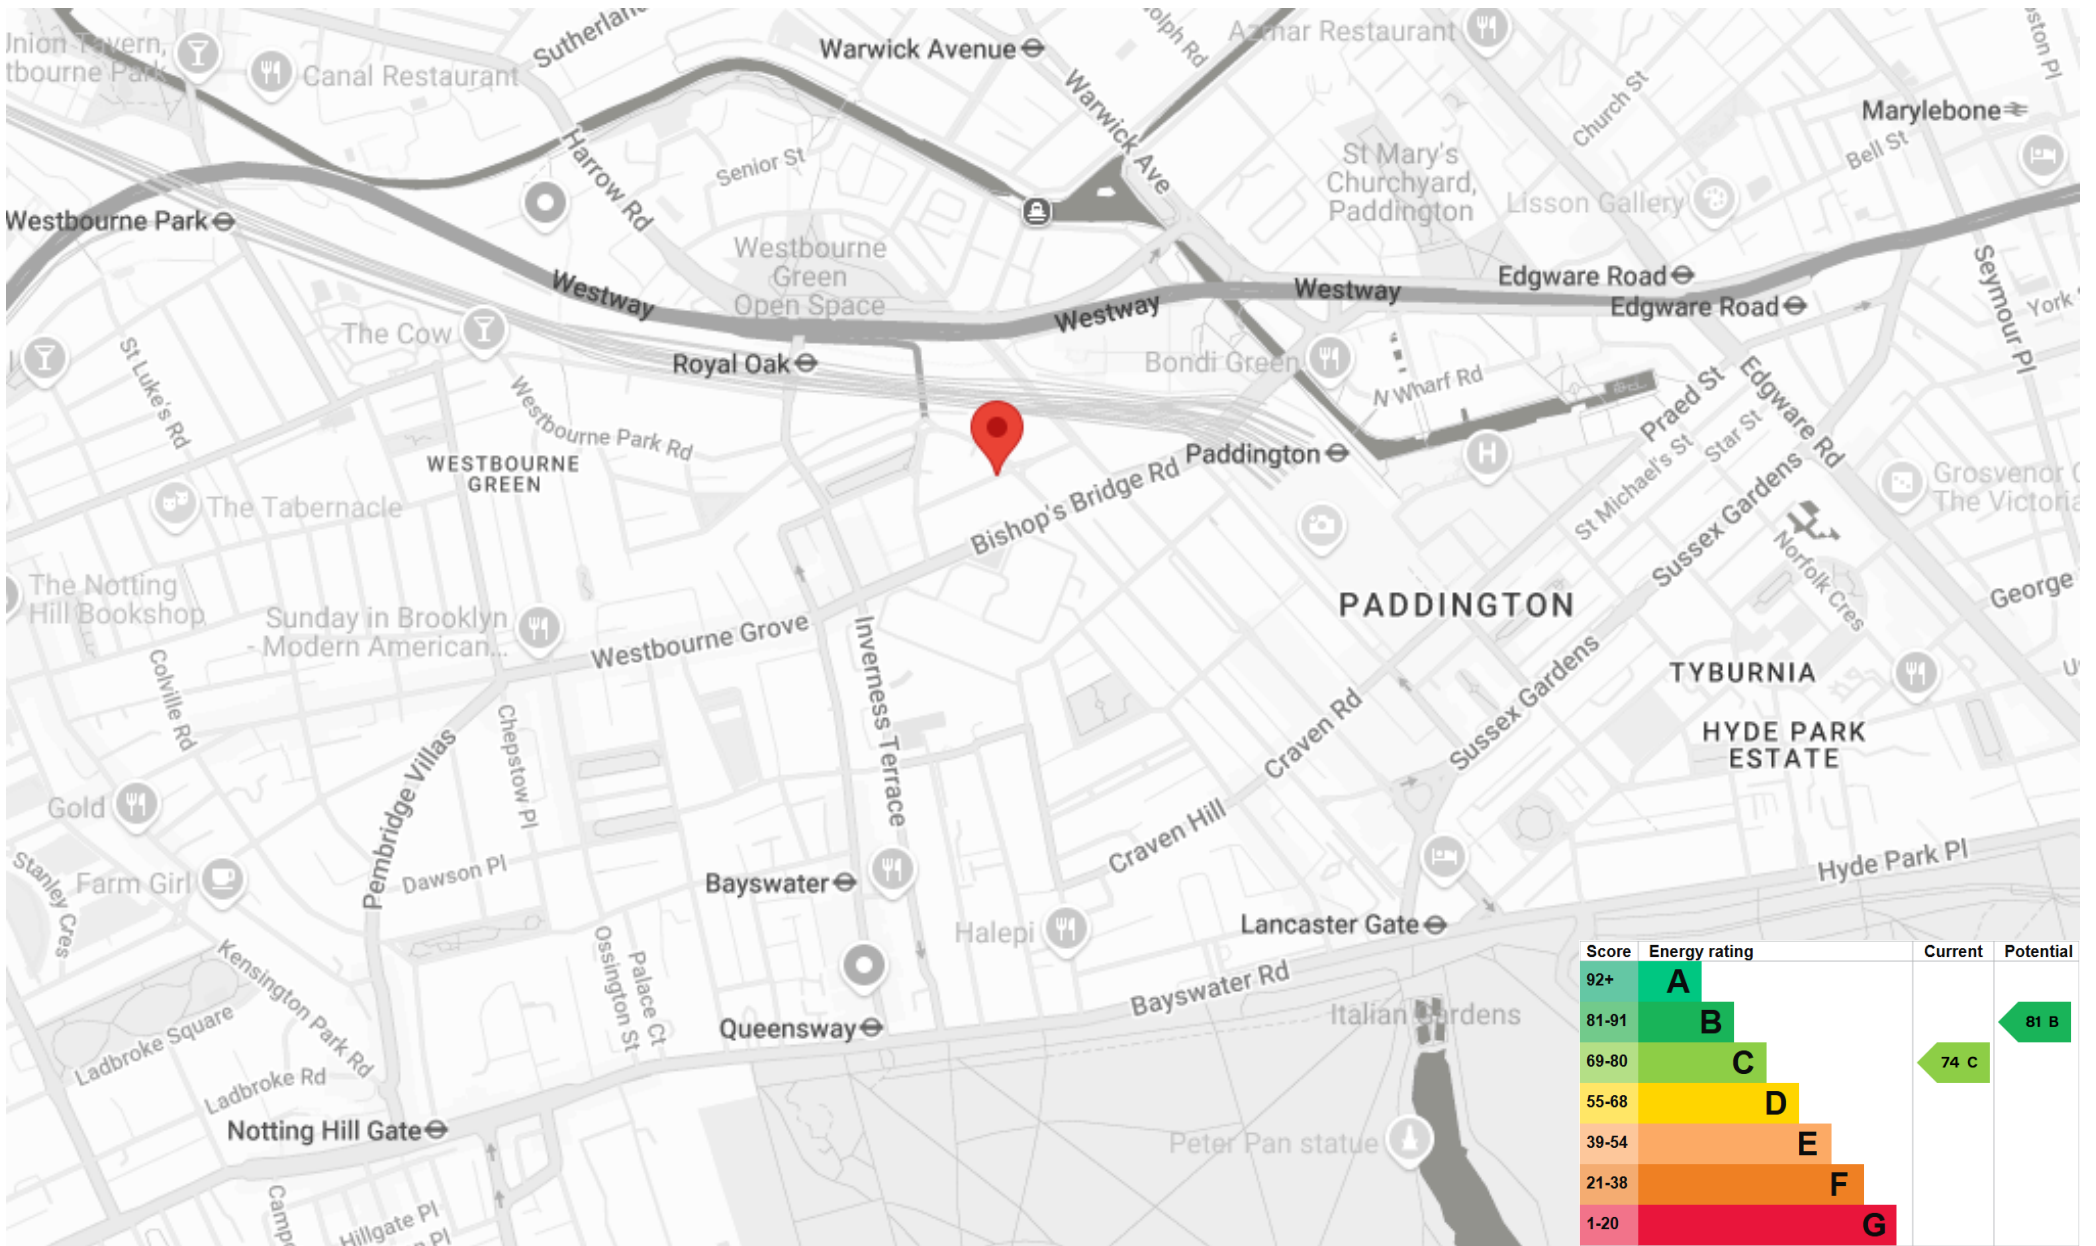 Sutherlan
Warwick Avenue
olph Rd
Azmar Restaurant
ston Pl
Union Tavern,
tbourne Park
Canal Restaurant
Church St
Marylebone
Bell St
Warwick Ave
Harrow Rd
Senior St
St Mary's
Churchyard,
Paddington
Lisson Gallery
Westbourne Park
Westbourne
Green
Open Space
Westway
Westway
Westway
Edgware Road
Edgware Road
Seymour Pl
York
The Cow
St Luke's Rd
Royal Oak
Bondi Green
N Wharf Rd
Praed St
Edgware Rd
Westbourne Park Rd
WESTBOURNE
GREEN
Paddington
H
Star St
St Michael's St
Grosvenor C
The Victoria
The Tabernacle
Bishop's Bridge Rd
Sussex Gardens
Norfolk Cres
The Notting
Hill Bookshop
Sunday in Brooklyn
- Modern American...
Westbourne Grove
Inverness Terrace
PADDINGTON
George
TYBURNIA
HYDE PARK
ESTATE
Colville Rd
Chepstow Pl
Pembridge Villas
Craven Rd
Sussex Gardens
Gold
Craven Hill
Hyde Park Pl
Stanley Cres
Farm Girl
Dawson Pl
Bayswater
Halepi
Lancaster Gate
Kensington Park Rd
Ossington St
Palace Ct
Bayswater Rd
Italian Gardens
Queensway
Ladbroke Square
Ladbroke Rd
Notting Hill Gate
Peter Pan statue
Camp
Hillgate Pl
Pl
Score Energy rating Current Potential
92+ A
81-91 B 81 B
69-80 C 74 C
55-68 D
39-54 E
21-38 F
1-20 G